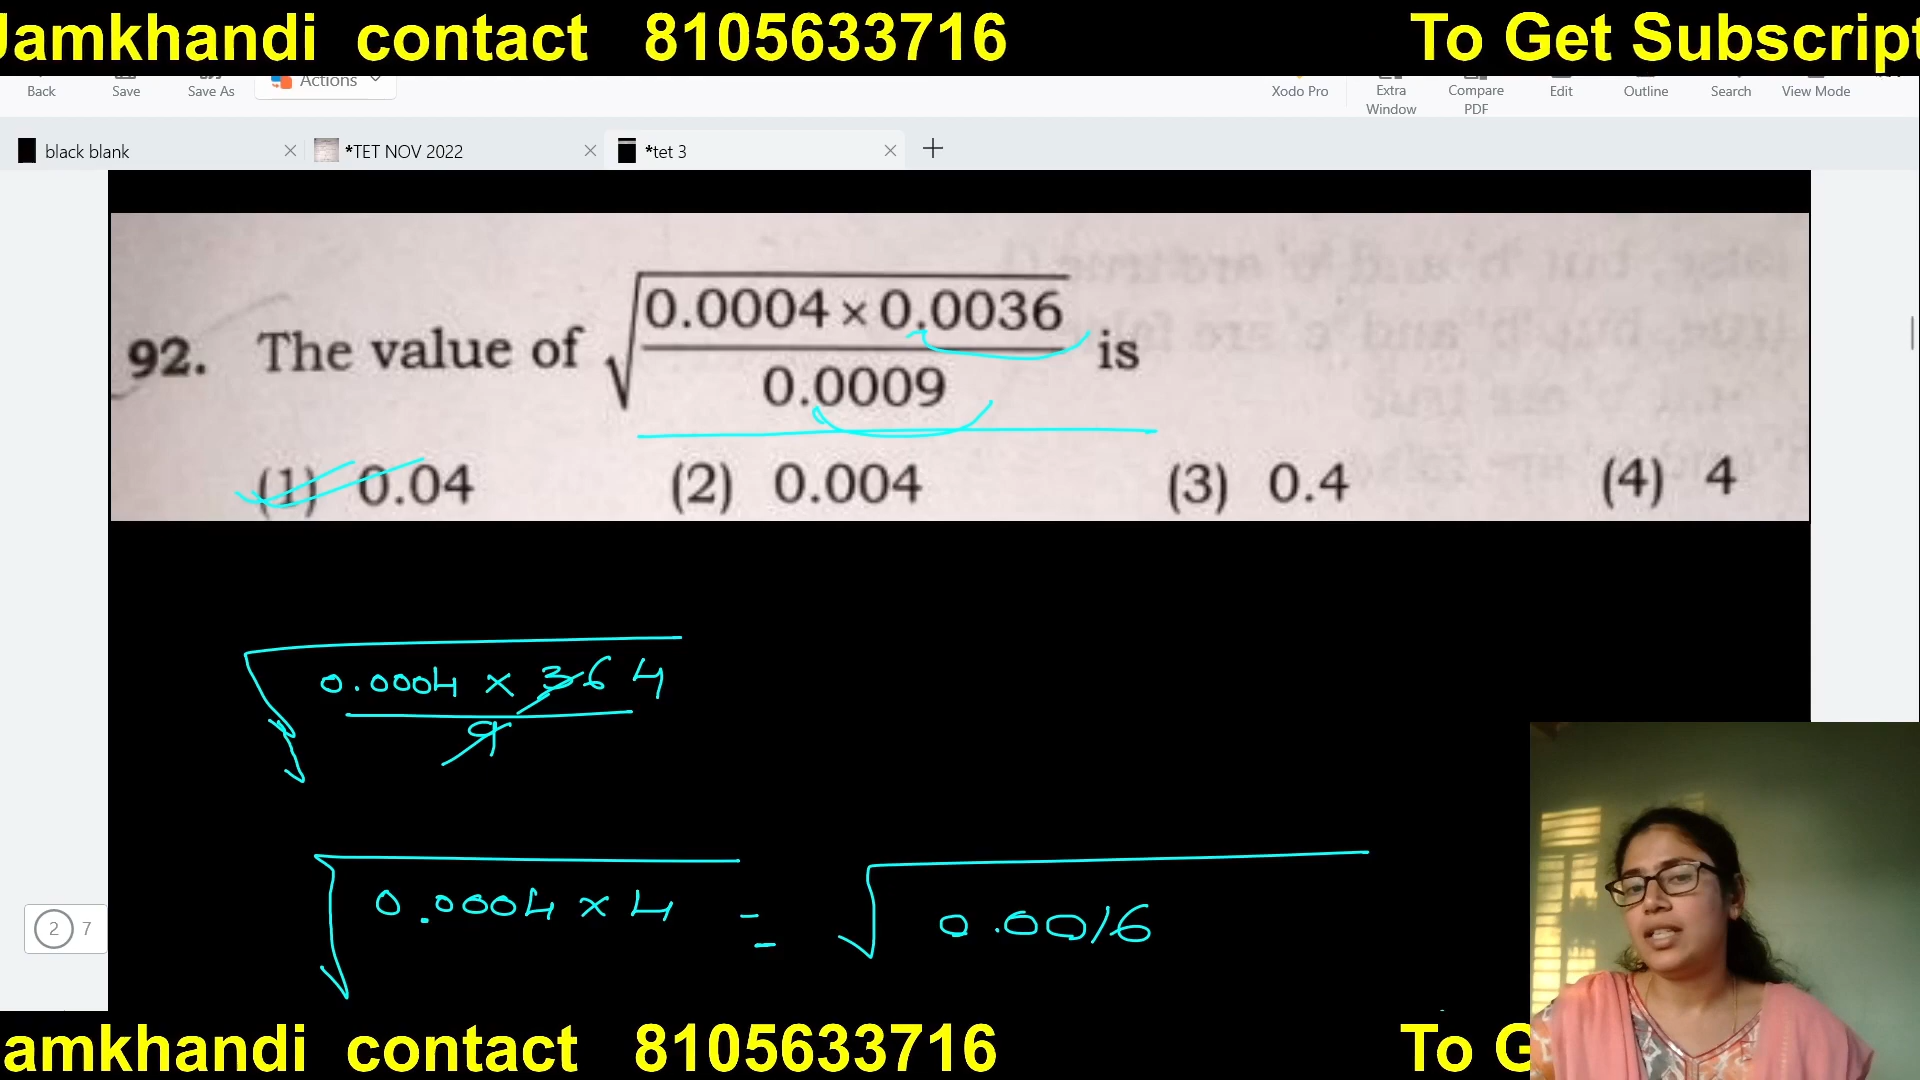 Jamkhandi contact 8105633716 To Get Subscript
Back Save Save As Actions Xodo Pro Extra Window Compare PDF Edit Outline Search View Mode
black blank *TET NOV 2022 *tet 3
92. The value of √((0.0004 × 0.0036)/0.0009) is
(1) 0.04 (2) 0.004 (3) 0.4 (4) 4
√((0.0004 × 36 4)/9)
√(0.0004 × 4) = √(0.0016)
2 7
amkhandi contact 8105633716 To G